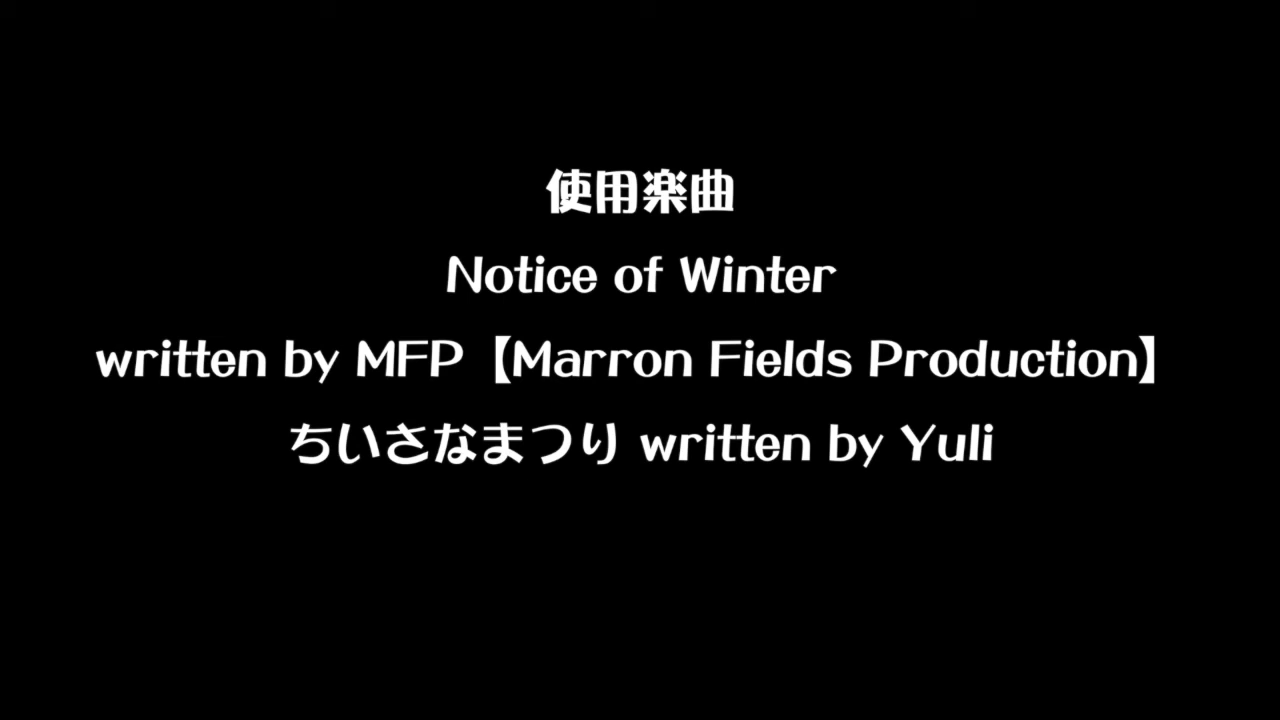 使用楽曲
Notice of Winter
written by MFP【Marron Fields Production】
ちいさなまつり written by Yuli